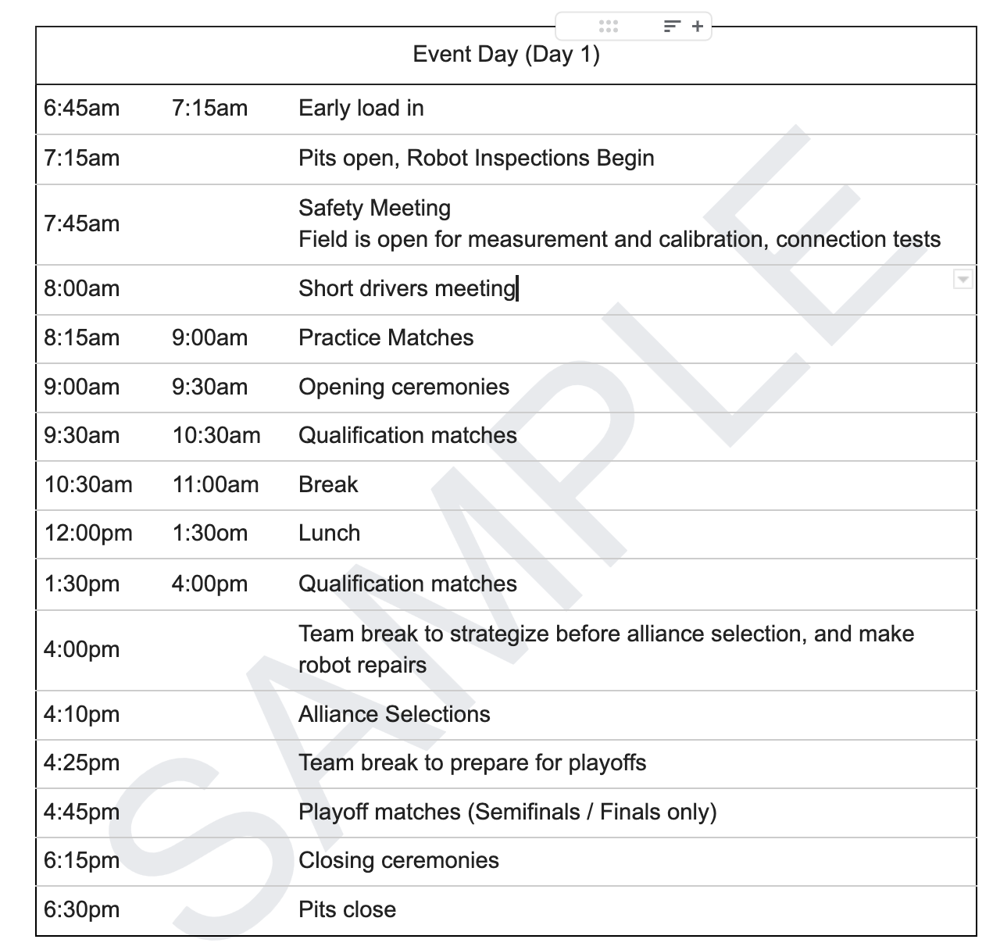 Event Day (Day 1)
6:45am 7:15am Early load in
7:15am Pits open, Robot Inspections Begin
7:45am Safety Meeting
Field is open for measurement and calibration, connection tests
8:00am Short drivers meeting
8:15am 9:00am Practice Matches
9:00am 9:30am Opening ceremonies
9:30am 10:30am Qualification matches
10:30am 11:00am Break
12:00pm 1:30om Lunch
1:30pm 4:00pm Qualification matches
4:00pm Team break to strategize before alliance selection, and make
robot repairs
4:10pm Alliance Selections
4:25pm Team break to prepare for playoffs
4:45pm Playoff matches (Semifinals / Finals only)
6:15pm Closing ceremonies
6:30pm Pits close
SAMPLE